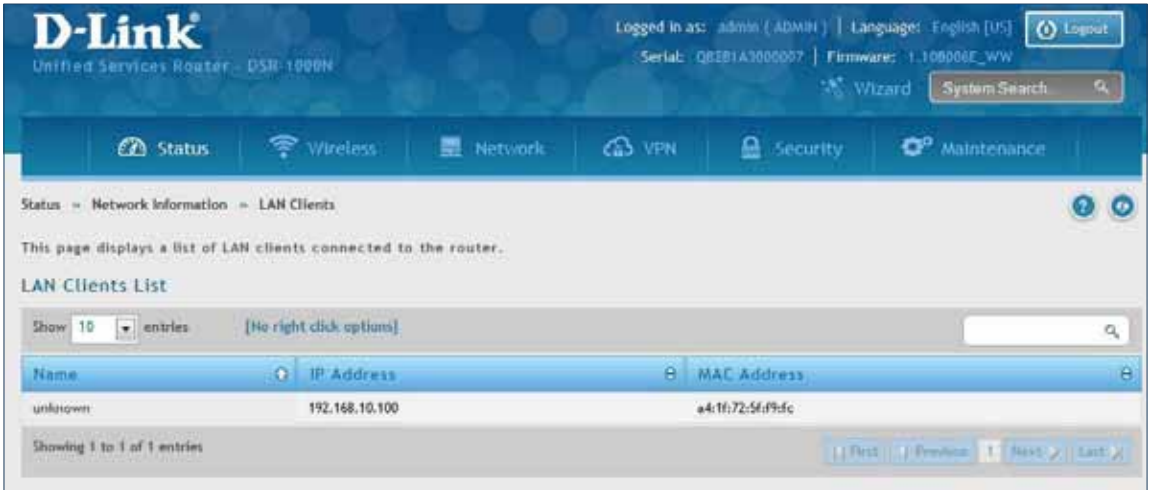 D-Link
Unified Services Router - DSR-1000N
Logged in as: admin ( ADMIN ) | Language: English [US]
Logout
Serial: | Firmware:
Wizard
System Search
Status
Wireless
Network
VPN
Security
Maintenance
Status » Network Information » LAN Clients
This page displays a list of LAN clients connected to the router.
LAN Clients List
Show 10 entries [No right click options]
Name IP Address MAC Address
unknown 192.168.10.100 a4:1f:72:5f:f9:fc
Showing 1 to 1 of 1 entries
First Previous 1 Next Last